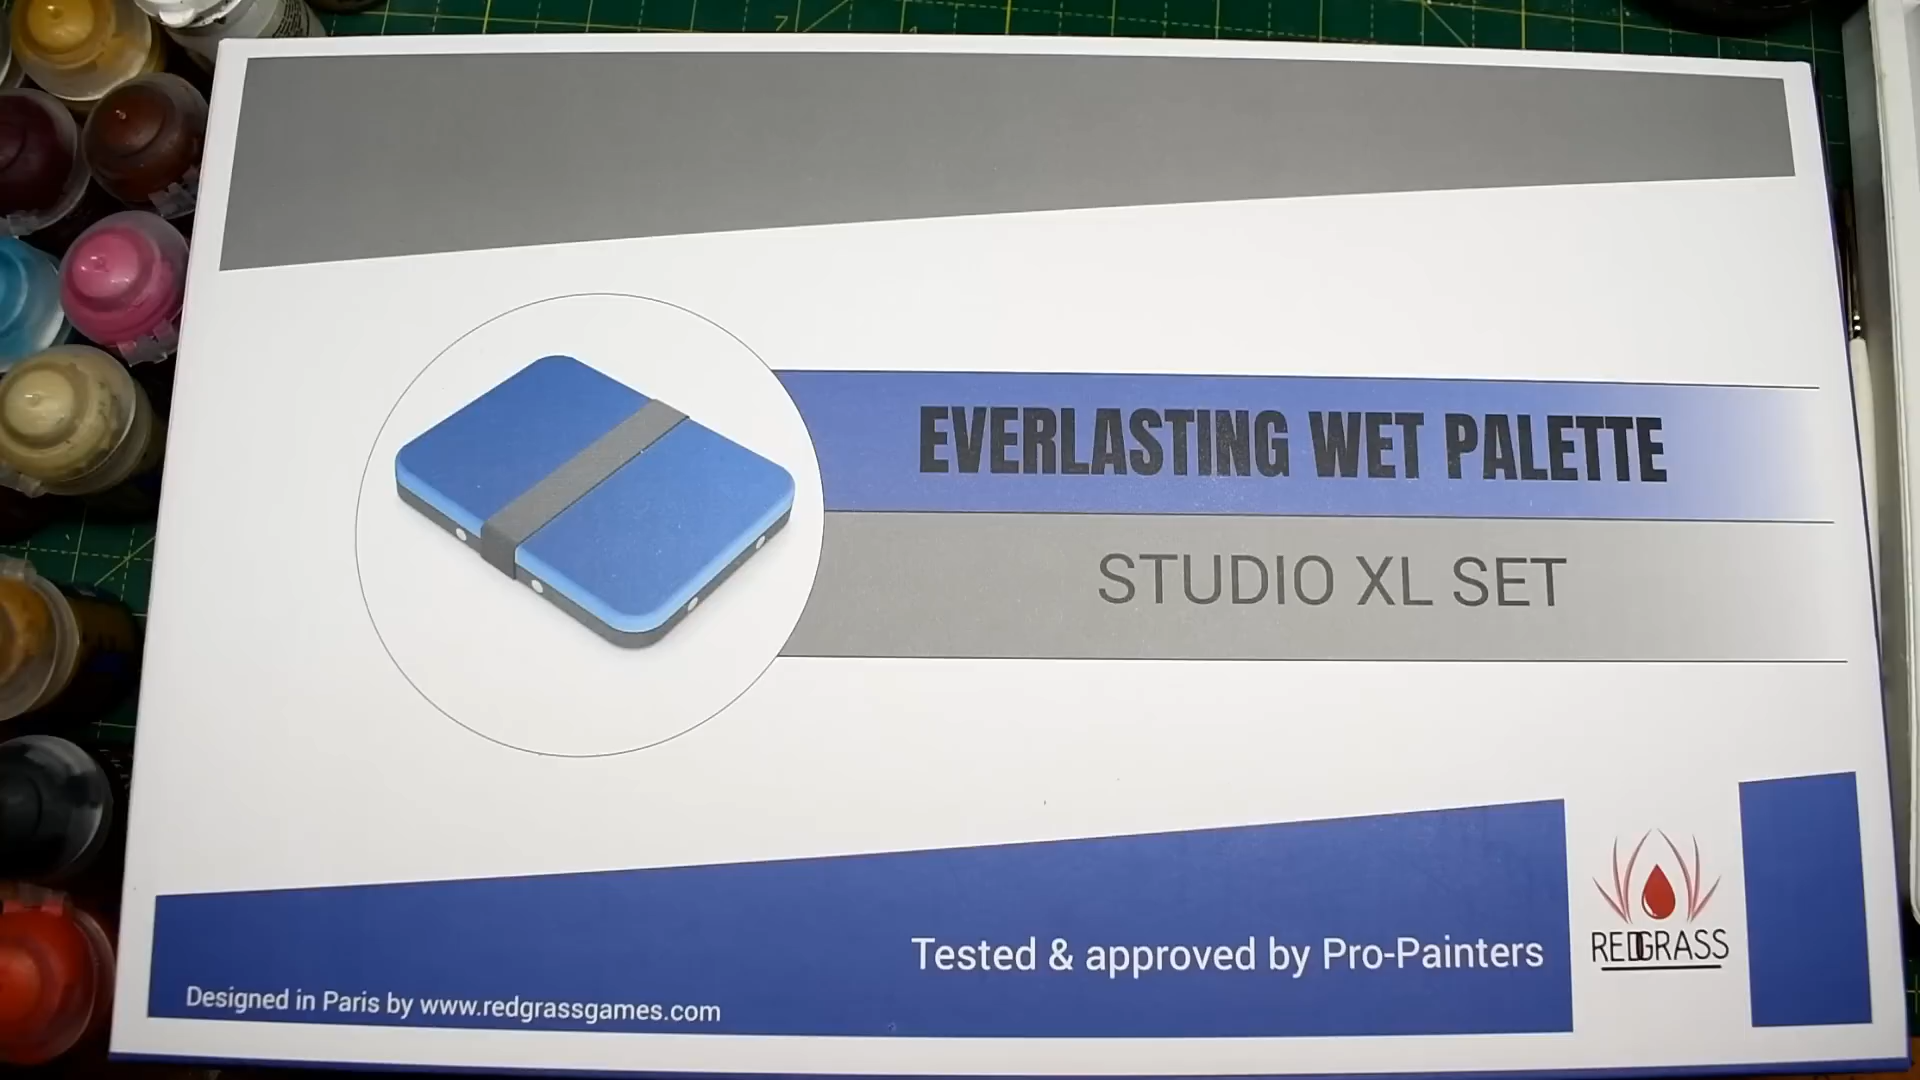 EVERLASTING WET PALETTE
STUDIO XL SET
Tested & approved by Pro-Painters
REDGRASS
Designed in Paris by www.redgrassgames.com